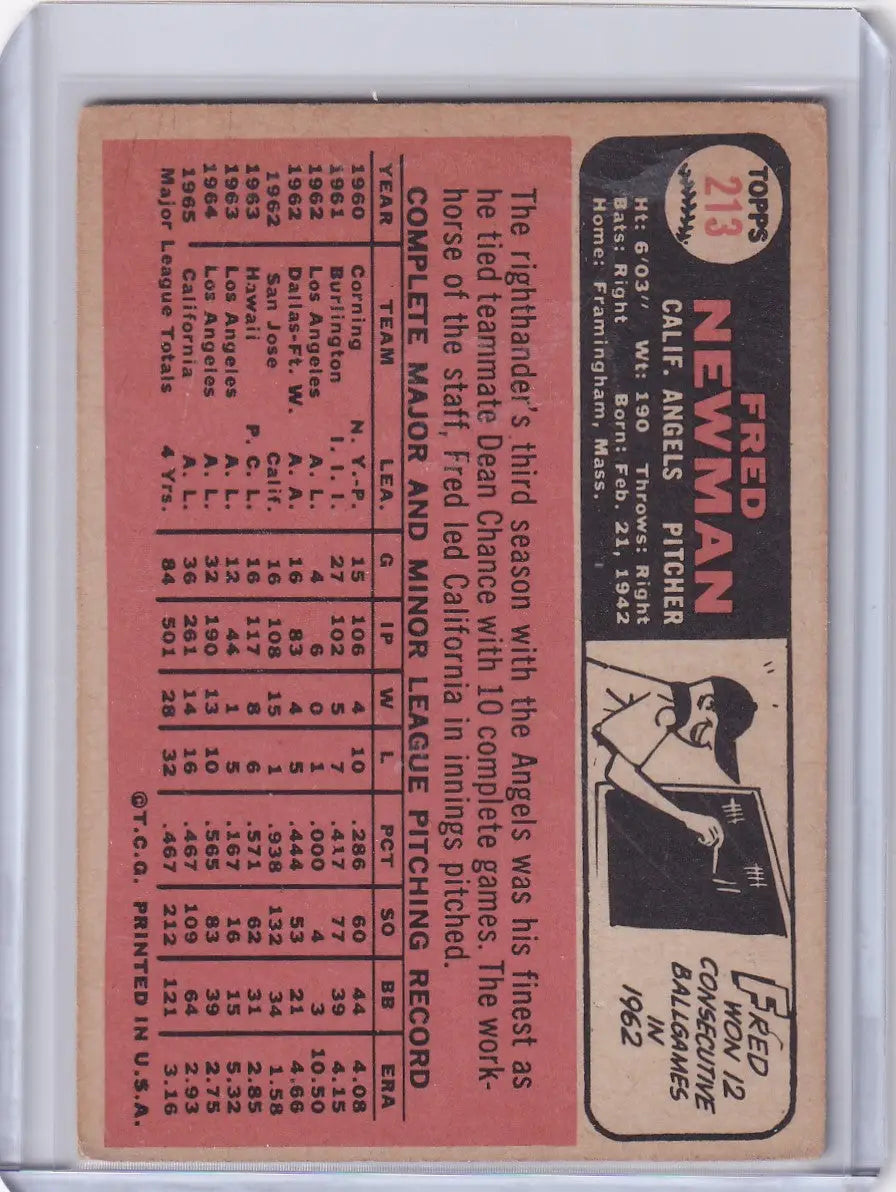 TOPPS
213
FRED
NEWMAN
CALIF. ANGELS PITCHER
Ht: 6'03" Wt: 190 Throws: Right
Bats: Right Born: Feb. 21, 1942
Home: Framingham, Mass.
FRED
WON 12
CONSECUTIVE
BALLGAMES
IN
1962
The righthander's third season with the Angels was his finest as
he tied teammate Dean Chance with 10 complete games. The work-
horse of the staff, Fred led California in innings pitched.
COMPLETE MAJOR AND MINOR LEAGUE PITCHING RECORD
YEAR TEAM LEA. G IP W L PCT SO BB ERA
1960 Corning N. Y.-P. 15 106 4 10 .286 60 44 4.08
1961 Burlington I. I. I. 27 102 5 7 .417 77 39 4.15
1962 Los Angeles A. L. 4 6 0 1 .000 4 3 10.50
1962 Dallas-Ft. W. A. A. 16 83 4 5 .444 53 21 4.66
1962 San Jose Calif. 16 108 15 1 .938 132 34 1.58
1963 Hawaii P. C. L. 16 117 8 6 .571 62 31 2.85
1963 Los Angeles A. L. 12 44 1 5 .167 16 15 5.32
1964 Los Angeles A. L. 32 190 13 10 .565 83 39 2.75
1965 California A. L. 36 261 14 16 .467 109 64 2.93
Major League Totals 4 Yrs. 84 501 28 32 .467 212 121 3.16
©T.C.G. PRINTED IN U.S.A.